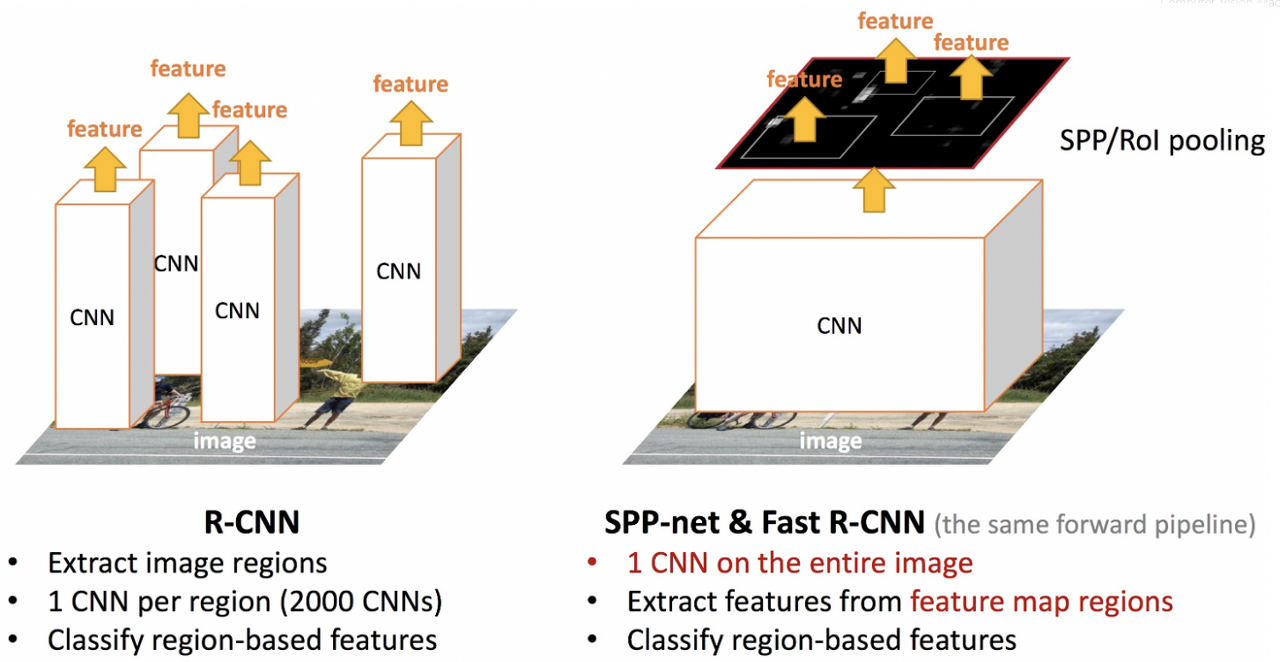 feature
feature
feature
feature
CNN
CNN
CNN
CNN
image
R-CNN
• Extract image regions
• 1 CNN per region (2000 CNNs)
• Classify region-based features
feature
feature
feature
SPP/RoI pooling
CNN
image
SPP-net & Fast R-CNN (the same forward pipeline)
• 1 CNN on the entire image
• Extract features from feature map regions
• Classify region-based features